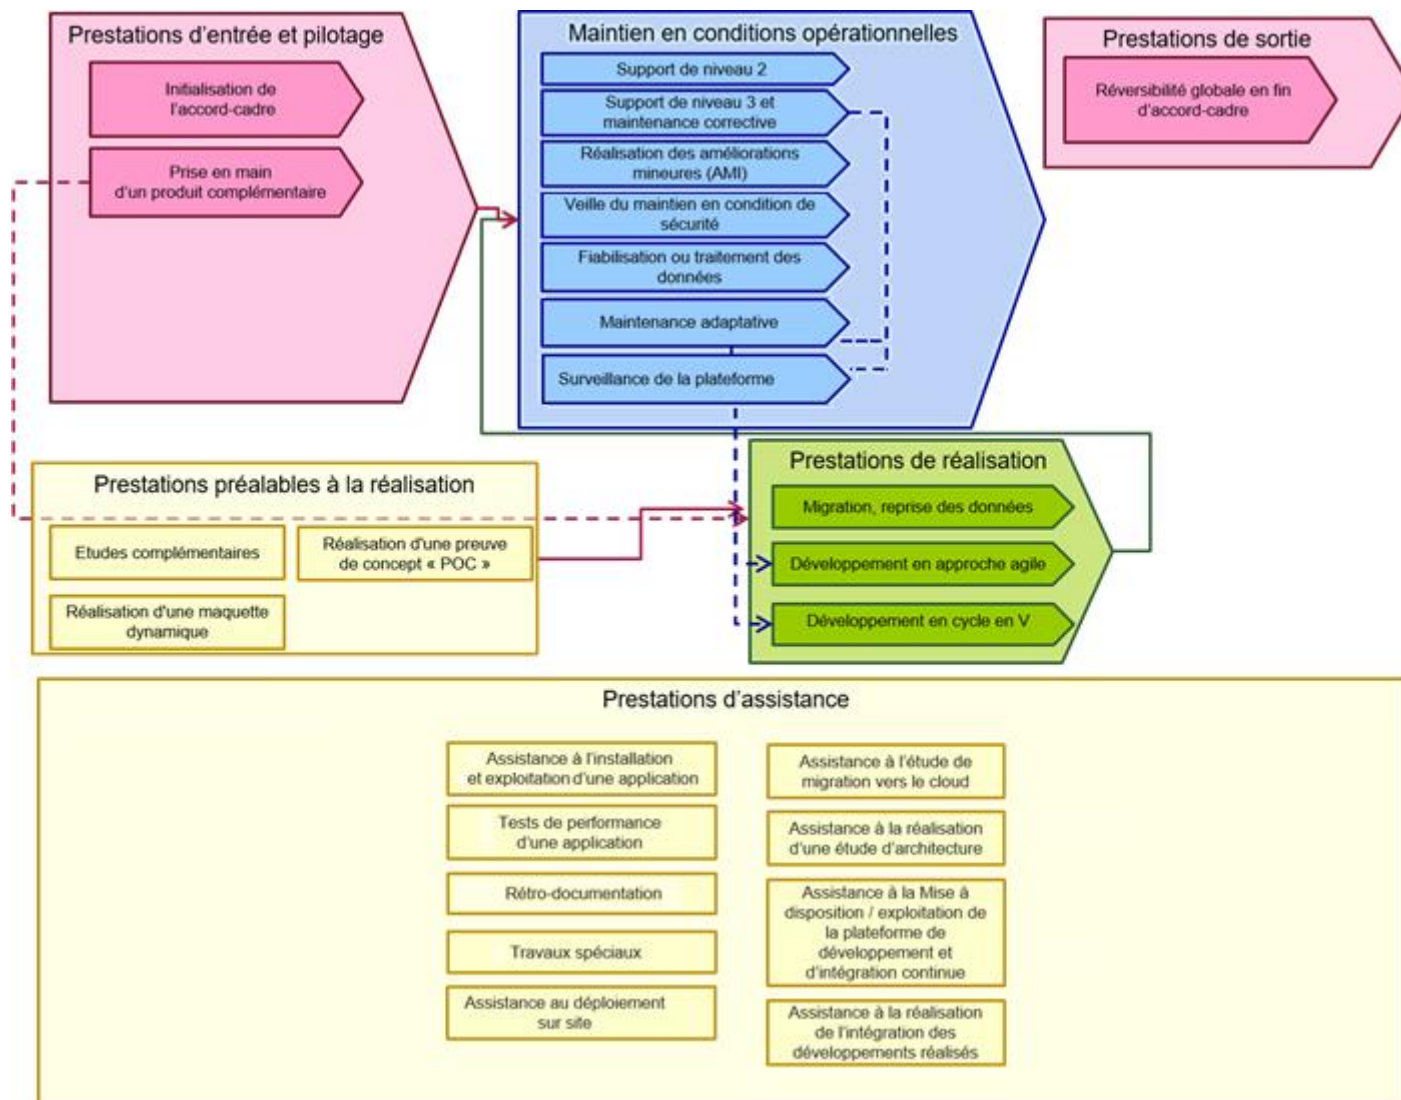 Prestations d'entrée et pilotage
Initialisation de
l'accord-cadre
Prise en main
d'un produit complémentaire
Maintien en conditions opérationnelles
Support de niveau 2
Support de niveau 3 et
maintenance corrective
Réalisation des améliorations
mineures (AMI)
Veille du maintien en condition de
sécurité
Fiabilisation ou traitement des
données
Maintenance adaptative
Surveillance de la plateforme
Prestations de sortie
Réversibilité globale en fin
d'accord-cadre
Prestations préalables à la réalisation
Etudes complémentaires
Réalisation d'une preuve
de concept « POC »
Réalisation d'une maquette
dynamique
Prestations de réalisation
Migration, reprise des données
Développement en approche agile
Développement en cycle en V
Prestations d'assistance
Assistance à l'installation
et exploitation d'une application
Tests de performance
d'une application
Rétro-documentation
Travaux spéciaux
Assistance au déploiement
sur site
Assistance à l'étude de
migration vers le cloud
Assistance à la réalisation
d'une étude d'architecture
Assistance à la Mise à
disposition / exploitation de
la plateforme de
développement et
d'intégration continue
Assistance à la réalisation
de l'intégration des
développements réalisés